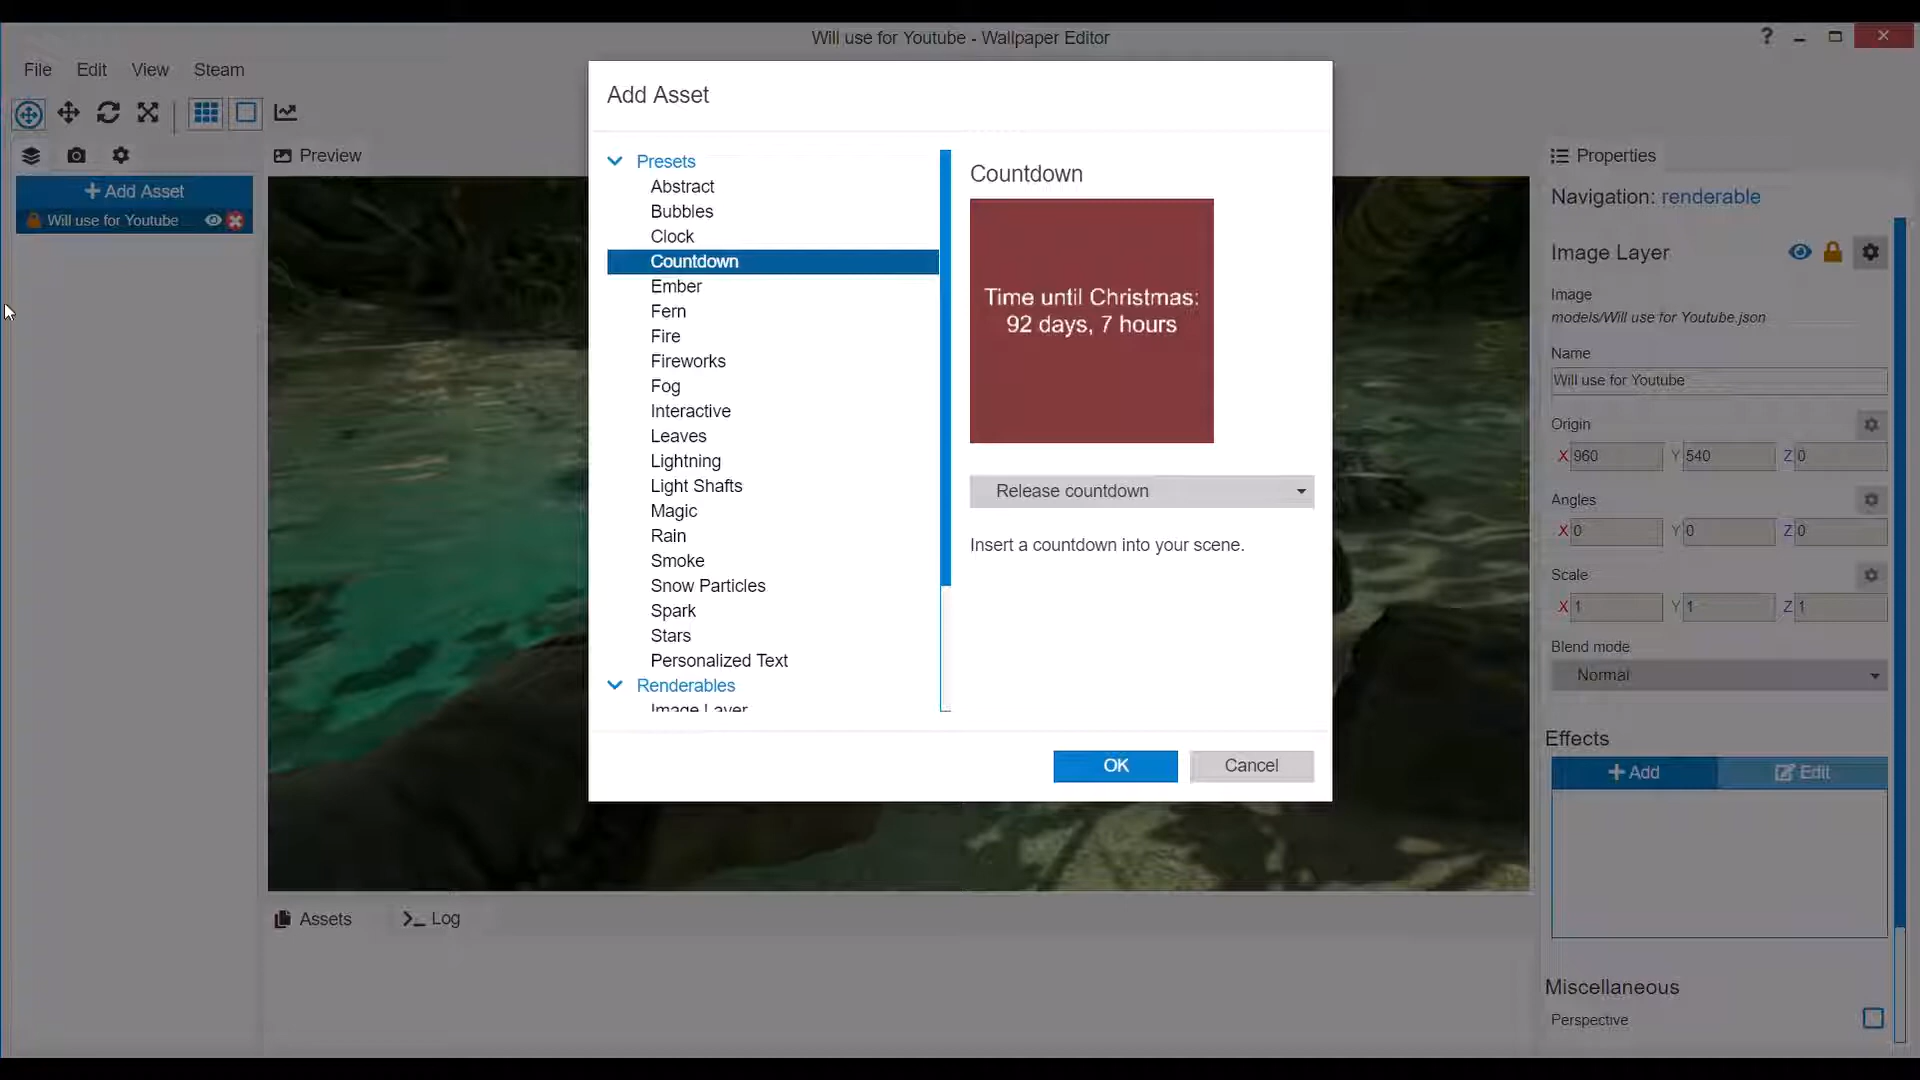 Will use for Youtube - Wallpaper Editor
?
File Edit View Steam
Add Asset
Will use for Youtube
Preview
Add Asset
Presets
Abstract
Bubbles
Clock
Countdown
Ember
Fern
Fire
Fireworks
Fog
Interactive
Leaves
Lightning
Light Shafts
Magic
Rain
Smoke
Snow Particles
Spark
Stars
Personalized Text
Renderables
Image Layer
Countdown
Time until Christmas:
92 days, 7 hours
Release countdown
Insert a countdown into your scene.
OK Cancel
Assets Log
Properties
Navigation: renderable
Image Layer
Image
models/Will use for Youtube.json
Name
Will use for Youtube
Origin
X 960 Y 540 Z 0
Angles
X 0 Y 0 Z 0
Scale
X 1 Y 1 Z 1
Blend mode
Normal
Effects
Add Edit
Miscellaneous
Perspective